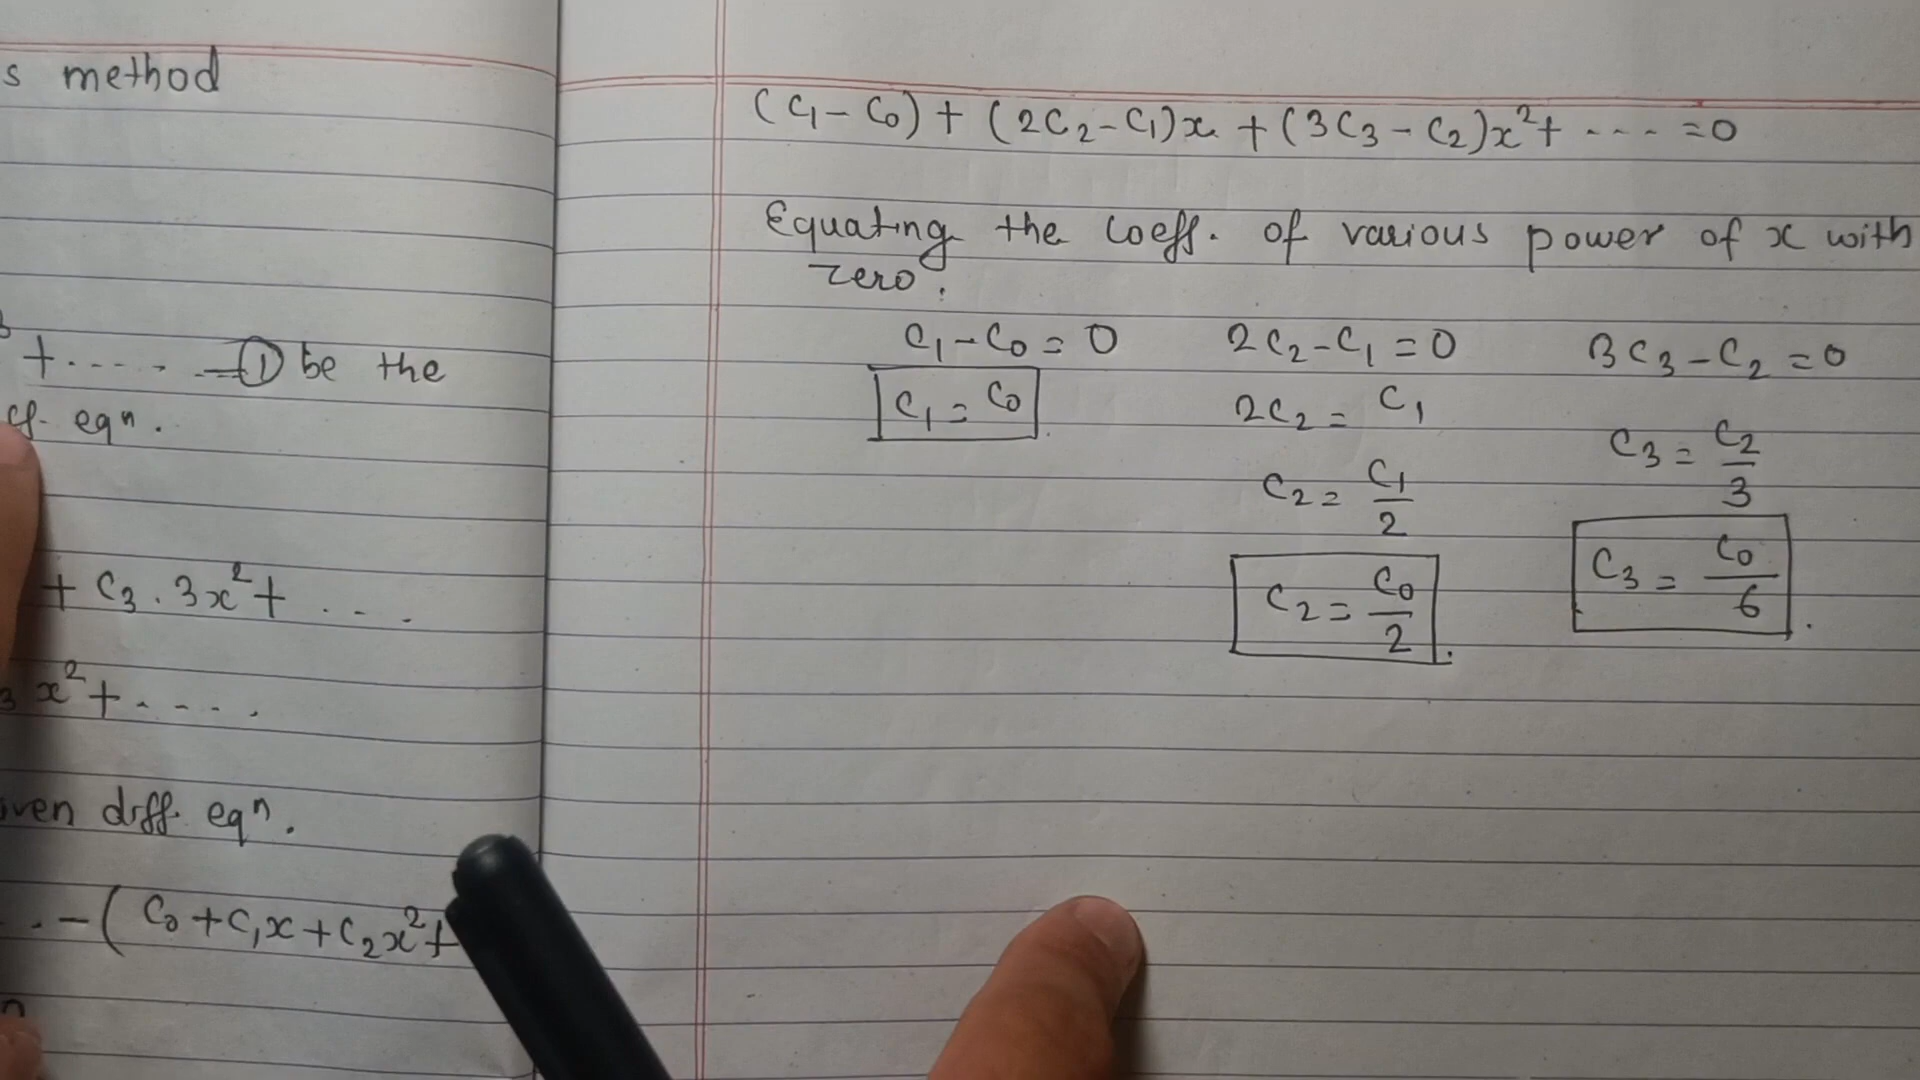 s method
+ ..... — ① be the
eqⁿ.
+ C₃ . 3x² + ....
x² + .....
diff. eqⁿ.
.. - ( C₀ + C₁x + C₂x² +
(C₁ - C₀) + (2C₂ - C₁)x + (3C₃ - C₂)x² + .... = 0
Equating the Coeff. of various power of x with
zero.
C₁ - C₀ = 0 2C₂ - C₁ = 0 3C₃ - C₂ = 0
C₁ = C₀ 2C₂ = C₁ C₃ = C₂/3
C₂ = C₁/2 C₃ = C₀/6.
C₂ = C₀/2.